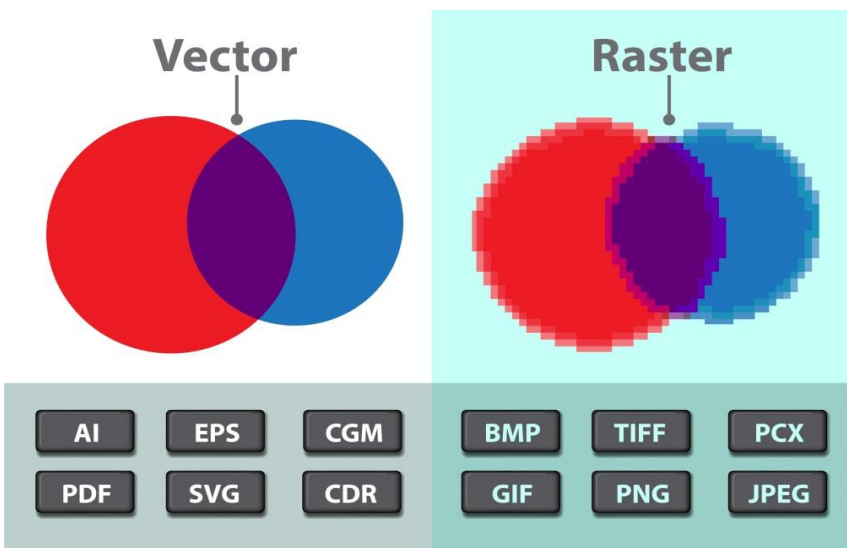 Vector
Raster
AI EPS CGM
PDF SVG CDR
BMP TIFF PCX
GIF PNG JPEG